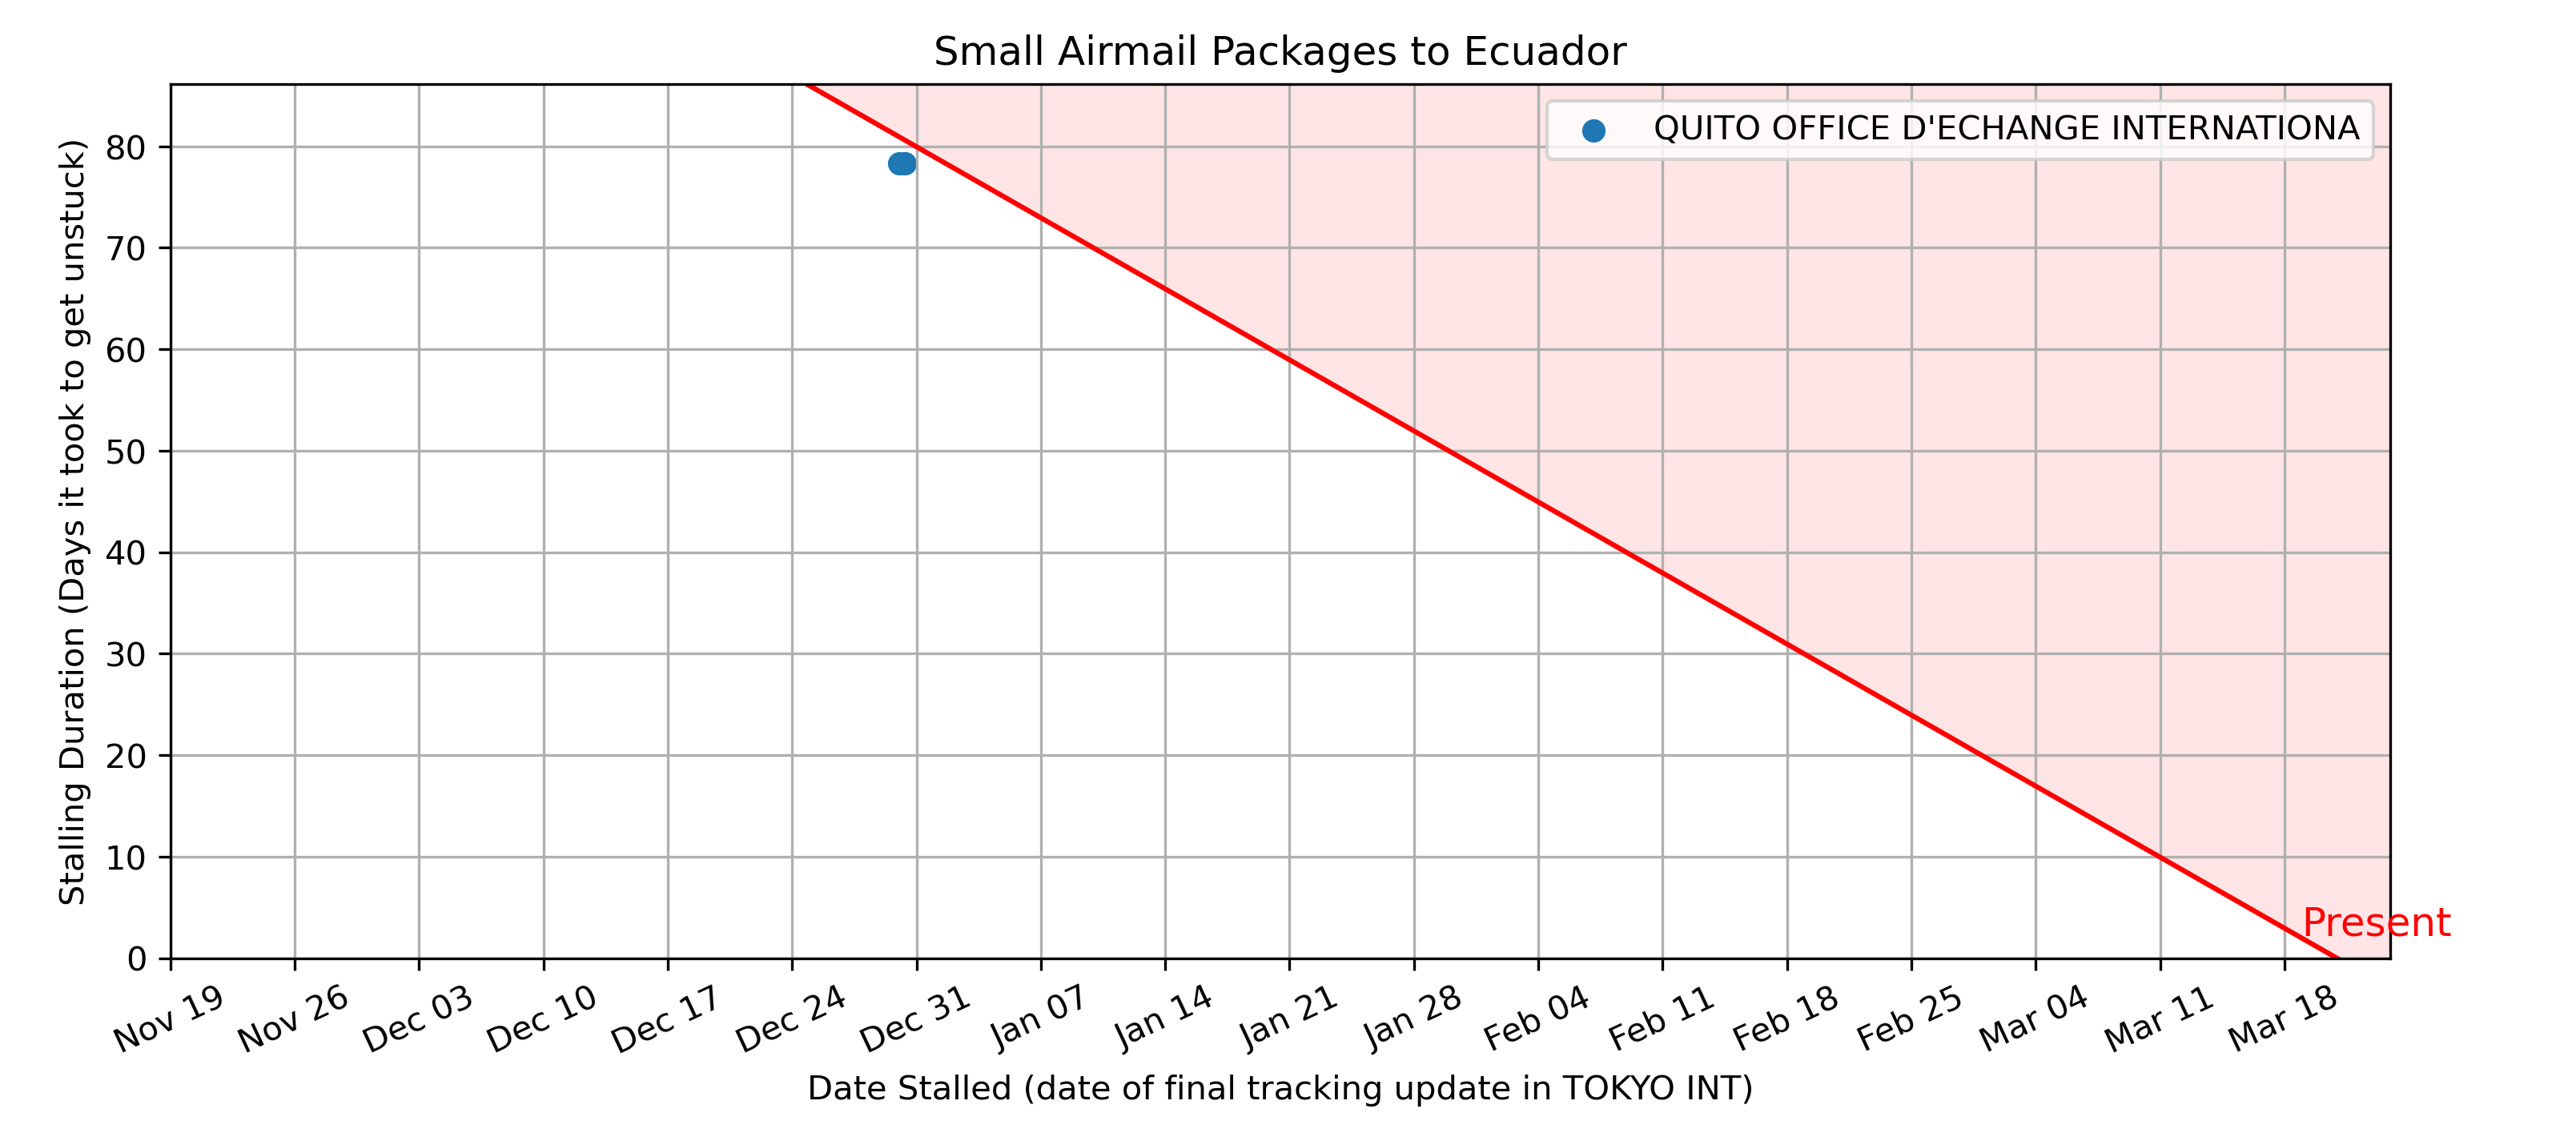 Small Airmail Packages to Ecuador
QUITO OFFICE D'ECHANGE INTERNATIONA
Stalling Duration (Days it took to get unstuck)
80
70
60
50
40
30
20
10
0
Present
Nov 19 Nov 26 Dec 03 Dec 10 Dec 17 Dec 24 Dec 31 Jan 07 Jan 14 Jan 21 Jan 28 Feb 04 Feb 11 Feb 18 Feb 25 Mar 04 Mar 11 Mar 18
Date Stalled (date of final tracking update in TOKYO INT)